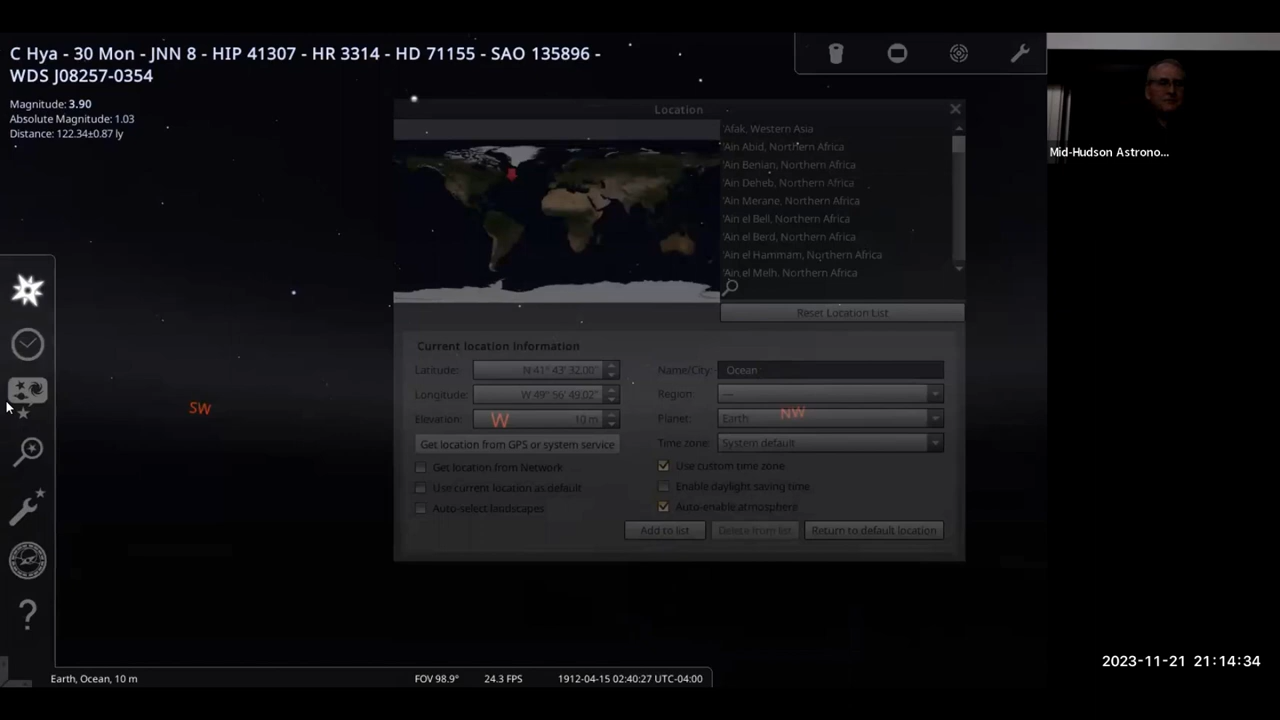 C Hya - 30 Mon - JNN 8 - HIP 41307 - HR 3314 - HD 71155 - SAO 135896 -
WDS J08257-0354
Magnitude: 3.90
Absolute Magnitude: 1.03
Distance: 122.34±0.87 ly
Location
'Afak, Western Asia
'Ain Abid, Northern Africa
'Ain Benian, Northern Africa
'Ain Deheb, Northern Africa
'Ain Merane, Northern Africa
'Ain el Bell, Northern Africa
'Ain el Berd, Northern Africa
'Ain el Hammam, Northern Africa
'Ain el Melh, Northern Africa
Reset Location List
Current location information
Latitude: N 41° 43' 32.00"
Longitude: W 49° 56' 49.02"
Elevation: 10 m
Get location from GPS or system service
Get location from Network
Use current location as default
Auto-select landscapes
Name/City: Ocean
Region: ---
Planet: Earth
Time zone: System default
Use custom time zone
Enable daylight saving time
Auto-enable atmosphere
Add to list Delete from list Return to default location
SW
W
NW
Earth, Ocean, 10 m FOV 98.9° 24.3 FPS 1912-04-15 02:40:27 UTC-04:00
Mid-Hudson Astrono...
2023-11-21 21:14:34